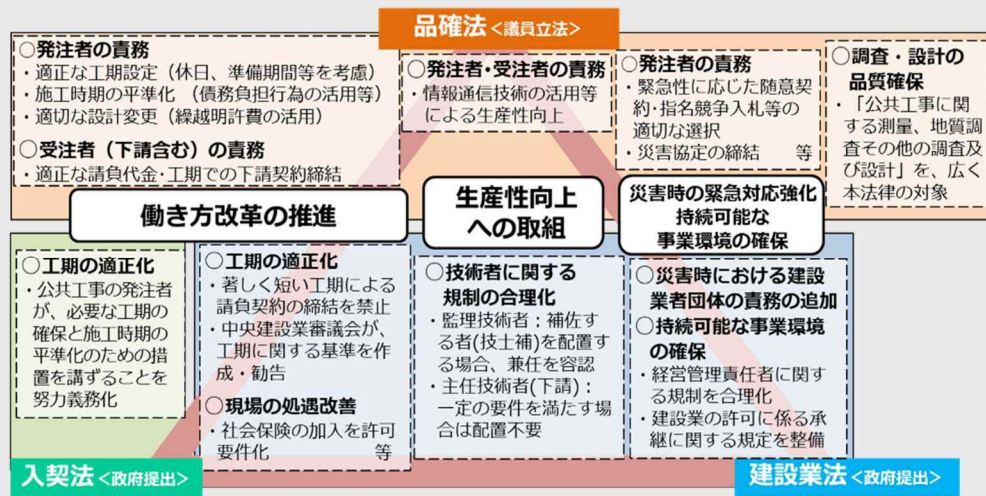 品確法<議員立法>
○発注者の責務
・適正な工期設定（休日、準備期間等を考慮）
・施工時期の平準化 （債務負担行為の活用等）
・適切な設計変更（繰越明許費の活用）
○受注者（下請含む）の責務
・適正な請負代金・工期での下請契約締結
○発注者・受注者の責務
・情報通信技術の活用等
による生産性向上
○発注者の責務
・緊急性に応じた随意契
約・指名競争入札等の
適切な選択
・災害協定の締結 等
○調査・設計の
品質確保
・「公共工事に関
する測量、地質調
査その他の調査及
び設計」を、広く
本法律の対象
働き方改革の推進
生産性向上
への取組
災害時の緊急対応強化
持続可能な
事業環境の確保
○工期の適正化
・公共工事の発注者
が、必要な工期の
確保と施工時期の
平準化のための措
置を講ずることを
努力義務化
○工期の適正化
・著しく短い工期による
請負契約の締結を禁止
・中央建設業審議会が、
工期に関する基準を作
成・勧告
○現場の処遇改善
・社会保険の加入を許可
要件化 等
○技術者に関する
規制の合理化
・監理技術者：補佐す
る者(技士補)を配置す
る場合、兼任を容認
・主任技術者(下請)：
一定の要件を満たす場
合は配置不要
○災害時における建設
業者団体の責務の追加
○持続可能な事業環境
の確保
・経営管理責任者に関す
る規制を合理化
・建設業の許可に係る承
継に関する規定を整備
入契法<政府提出>
建設業法<政府提出>